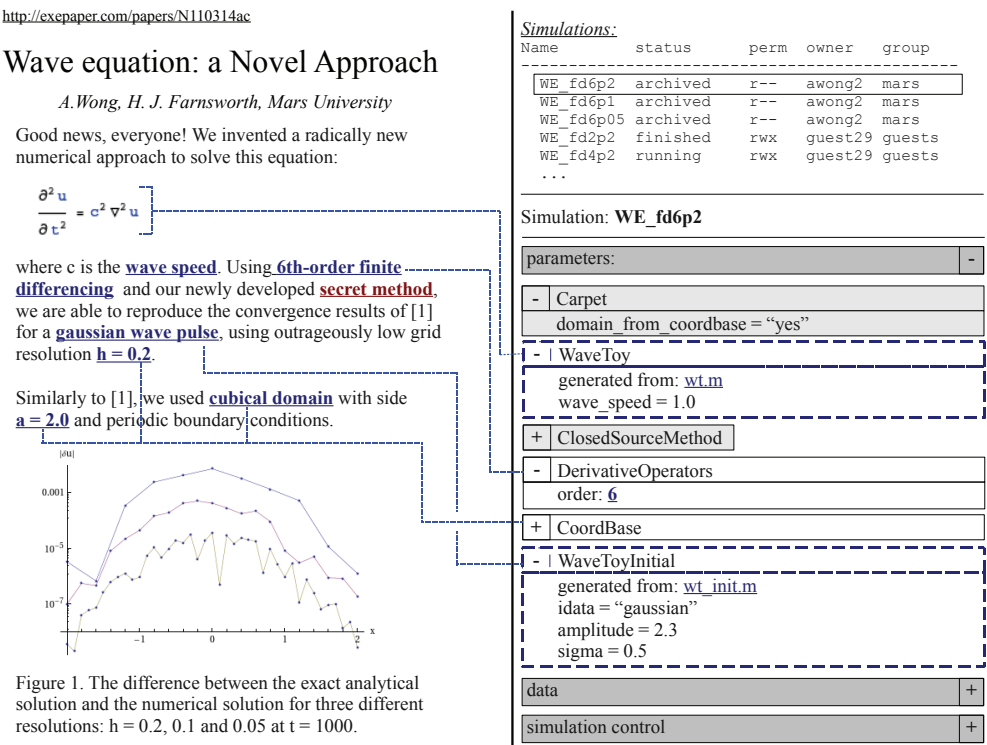 http://exepaper.com/papers/N110314ac
Wave equation: a Novel Approach
A.Wong, H. J. Farnsworth, Mars University
Good news, everyone! We invented a radically new
numerical approach to solve this equation:
∂² u
∂ t² = c² ∇² u
where c is the wave speed. Using 6th-order finite
differencing and our newly developed secret method,
we are able to reproduce the convergence results of [1]
for a gaussian wave pulse, using outrageously low grid
resolution h = 0.2.
Similarly to [1], we used cubical domain with side
a = 2.0 and periodic boundary conditions.
|δu|
0.001
10⁻⁵
10⁻⁷
-1 0 1 2 x
Figure 1. The difference between the exact analytical
solution and the numerical solution for three different
resolutions: h = 0.2, 0.1 and 0.05 at t = 1000.
Simulations:
Name status perm owner group
WE_fd6p2 archived r-- awong2 mars
WE_fd6p1 archived r-- awong2 mars
WE_fd6p05 archived r-- awong2 mars
WE_fd2p2 finished rwx guest29 guests
WE_fd4p2 running rwx guest29 guests
...
Simulation: WE_fd6p2
parameters: -
- Carpet
domain_from_coordbase = “yes”
- WaveToy
generated from: wt.m
wave_speed = 1.0
+ ClosedSourceMethod
- DerivativeOperators
order: 6
+ CoordBase
- WaveToyInitial
generated from: wt_init.m
idata = “gaussian”
amplitude = 2.3
sigma = 0.5
data +
simulation control +